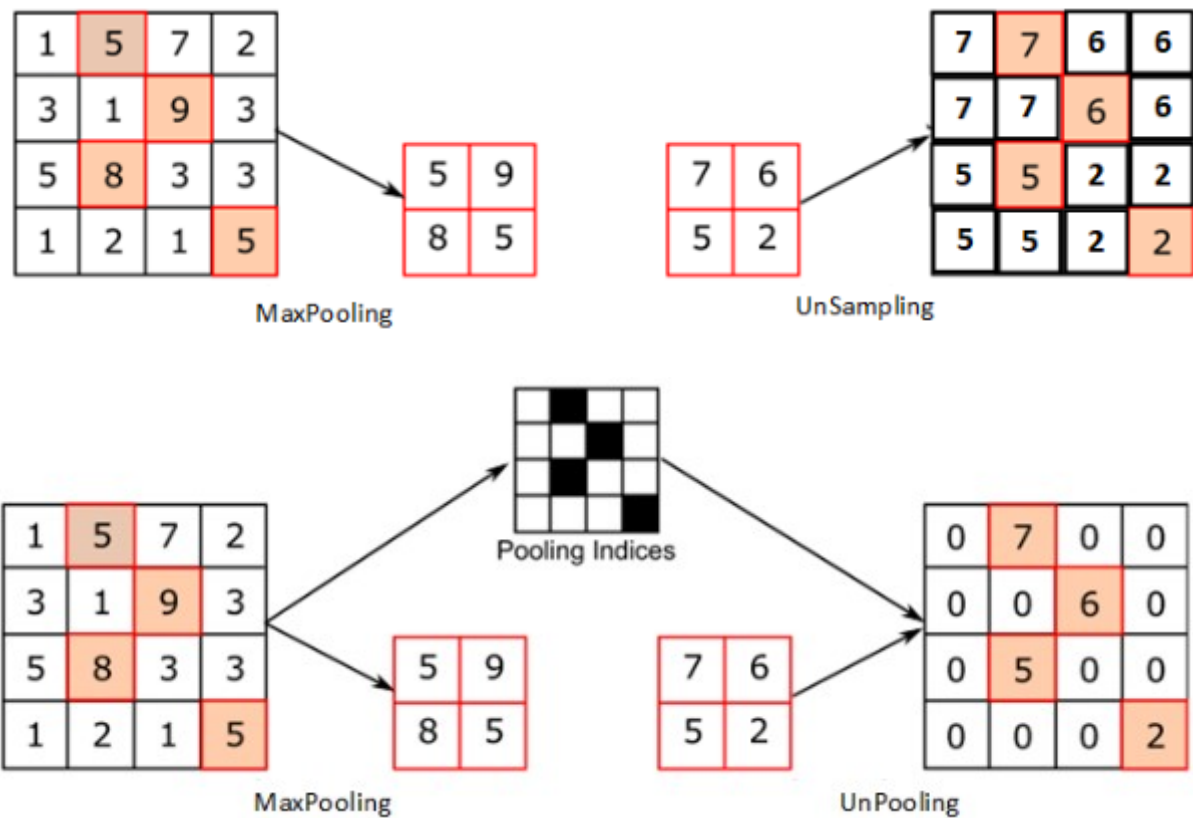 1 5 7 2
3 1 9 3
5 8 3 3
1 2 1 5
5 9
8 5
MaxPooling
7 6
5 2
7 7 6 6
7 7 6 6
5 5 2 2
5 5 2 2
UnSampling
1 5 7 2
3 1 9 3
5 8 3 3
1 2 1 5
Pooling Indices
5 9
8 5
MaxPooling
7 6
5 2
0 7 0 0
0 0 6 0
0 5 0 0
0 0 0 2
UnPooling